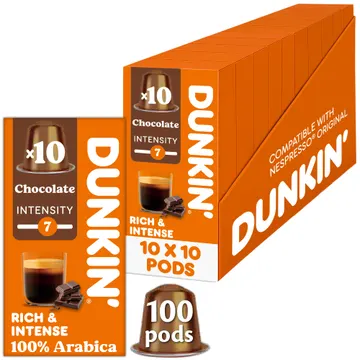 ×10
Chocolate
INTENSITY
7
DUNKIN'
RICH &
INTENSE
100% Arabica
×10
Chocolate
INTENSITY
7
DUNKIN'
RICH &
INTENSE
10 X 10
PODS
COMPATIBLE WITH
NESPRESSO® ORIGINAL
DUNKIN'
100
pods